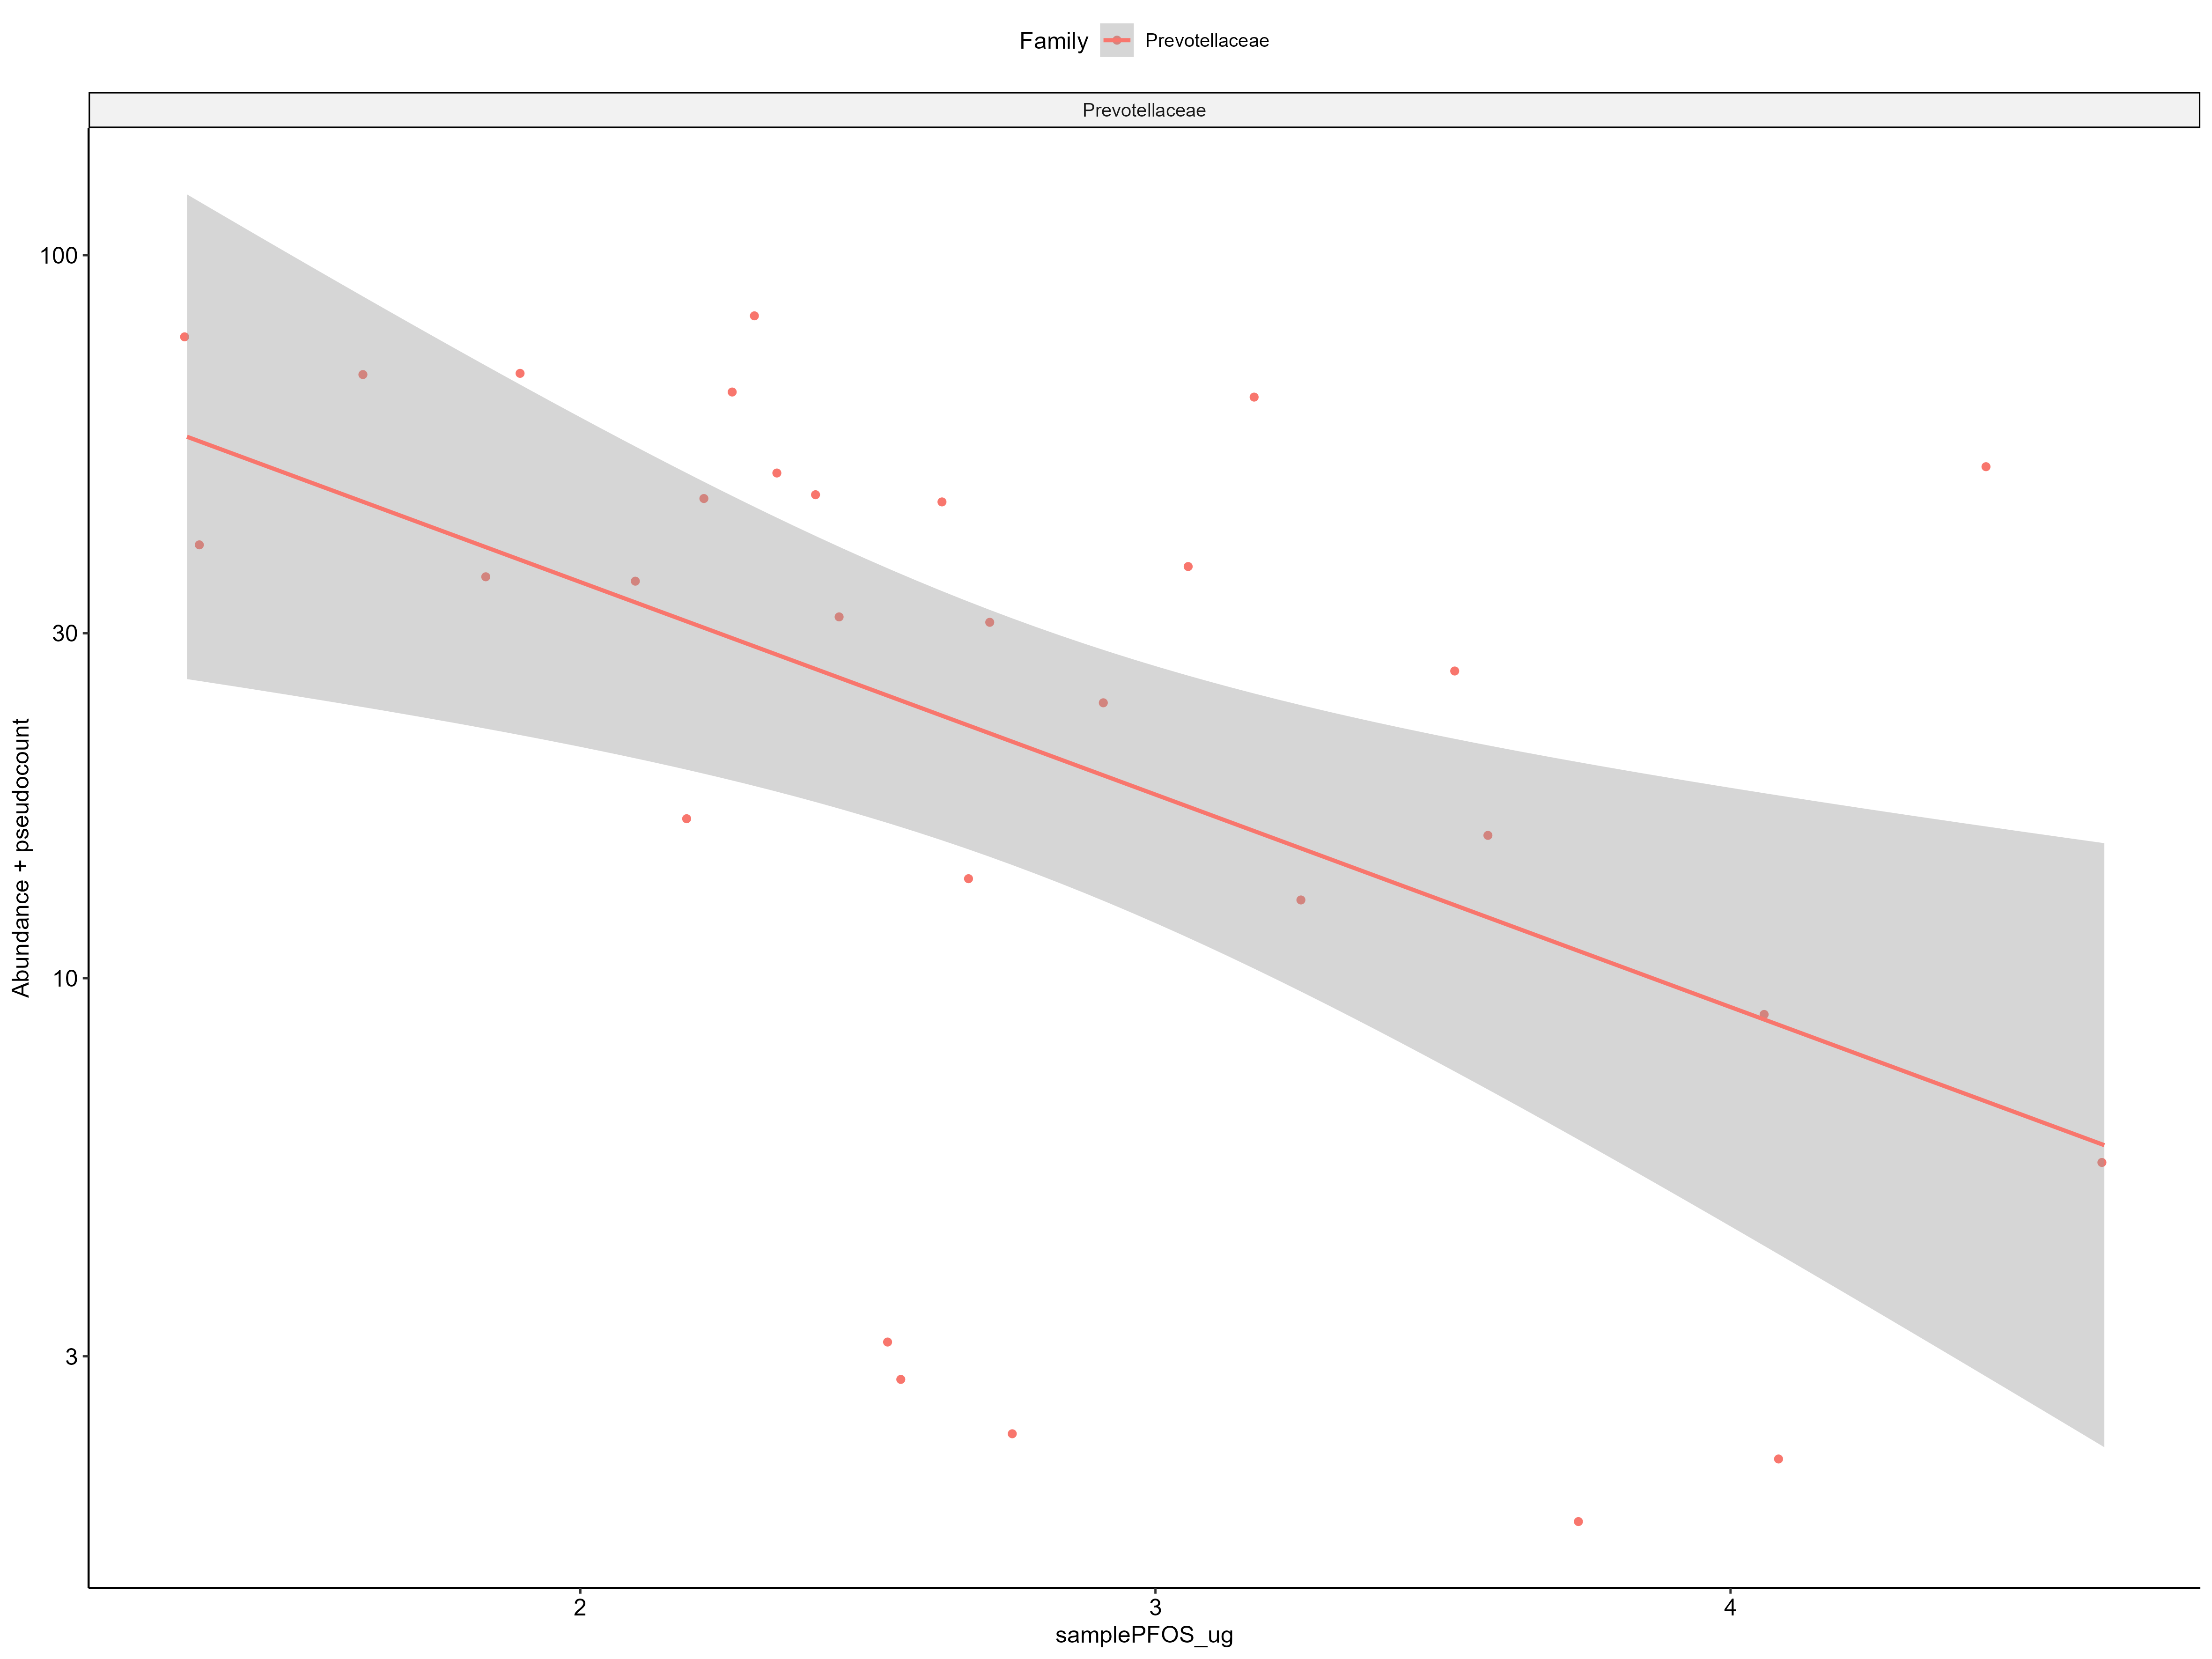 Family Prevotellaceae
Prevotellaceae
100
30
10
3
Abundance + pseudocount
2 3 4
samplePFOS_ug